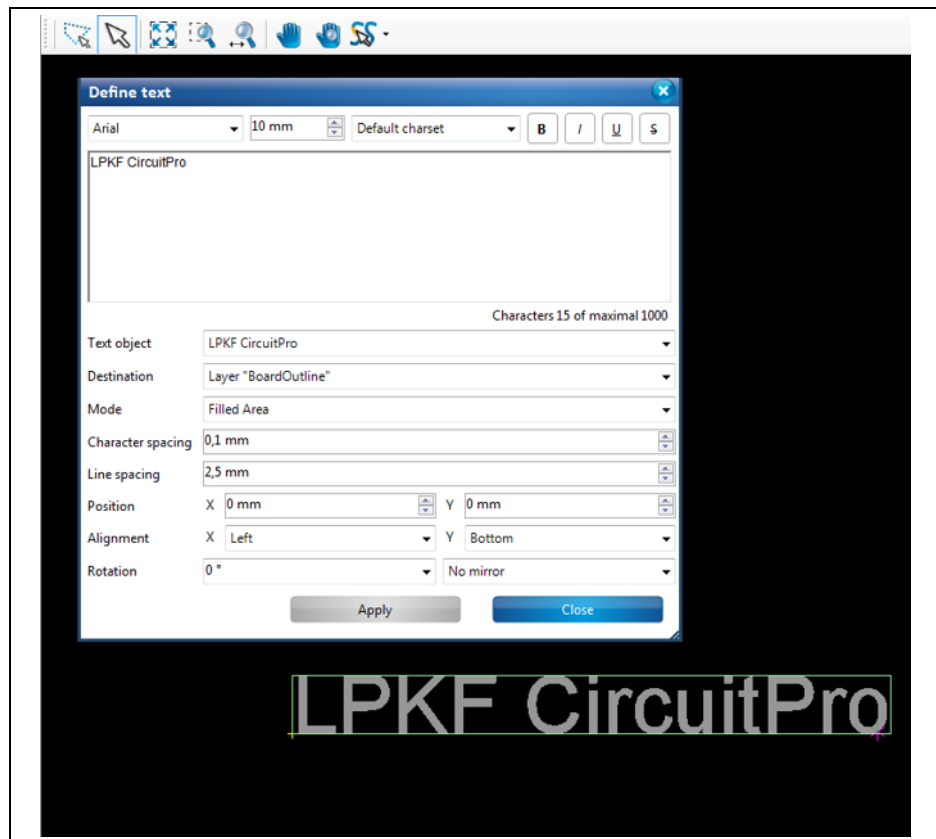 Define text
Arial 10 mm Default charset B I U S
LPKF CircuitPro
Characters 15 of maximal 1000
Text object LPKF CircuitPro
Destination Layer "BoardOutline"
Mode Filled Area
Character spacing 0,1 mm
Line spacing 2,5 mm
Position X 0 mm Y 0 mm
Alignment X Left Y Bottom
Rotation 0 ° No mirror
Apply Close
LPKF CircuitPro